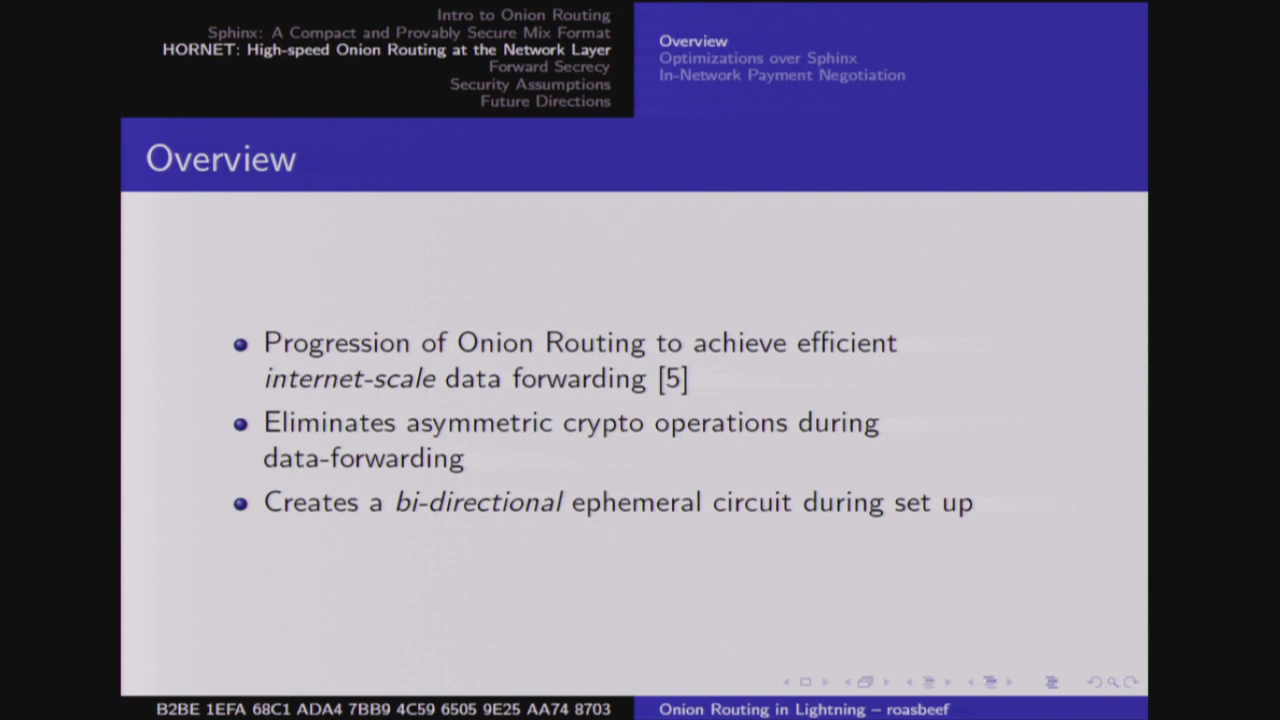 Intro to Onion Routing
Sphinx: A Compact and Provably Secure Mix Format
HORNET: High-speed Onion Routing at the Network Layer
Forward Secrecy
Security Assumptions
Future Directions
Overview
Optimizations over Sphinx
In-Network Payment Negotiation
Overview
Progression of Onion Routing to achieve efficient
internet-scale data forwarding [5]
Eliminates asymmetric crypto operations during
data-forwarding
Creates a bi-directional ephemeral circuit during set up
B2BE 1EFA 68C1 ADA4 7BB9 4C59 6505 9E25 AA74 8703
Onion Routing in Lightning – roasbeef